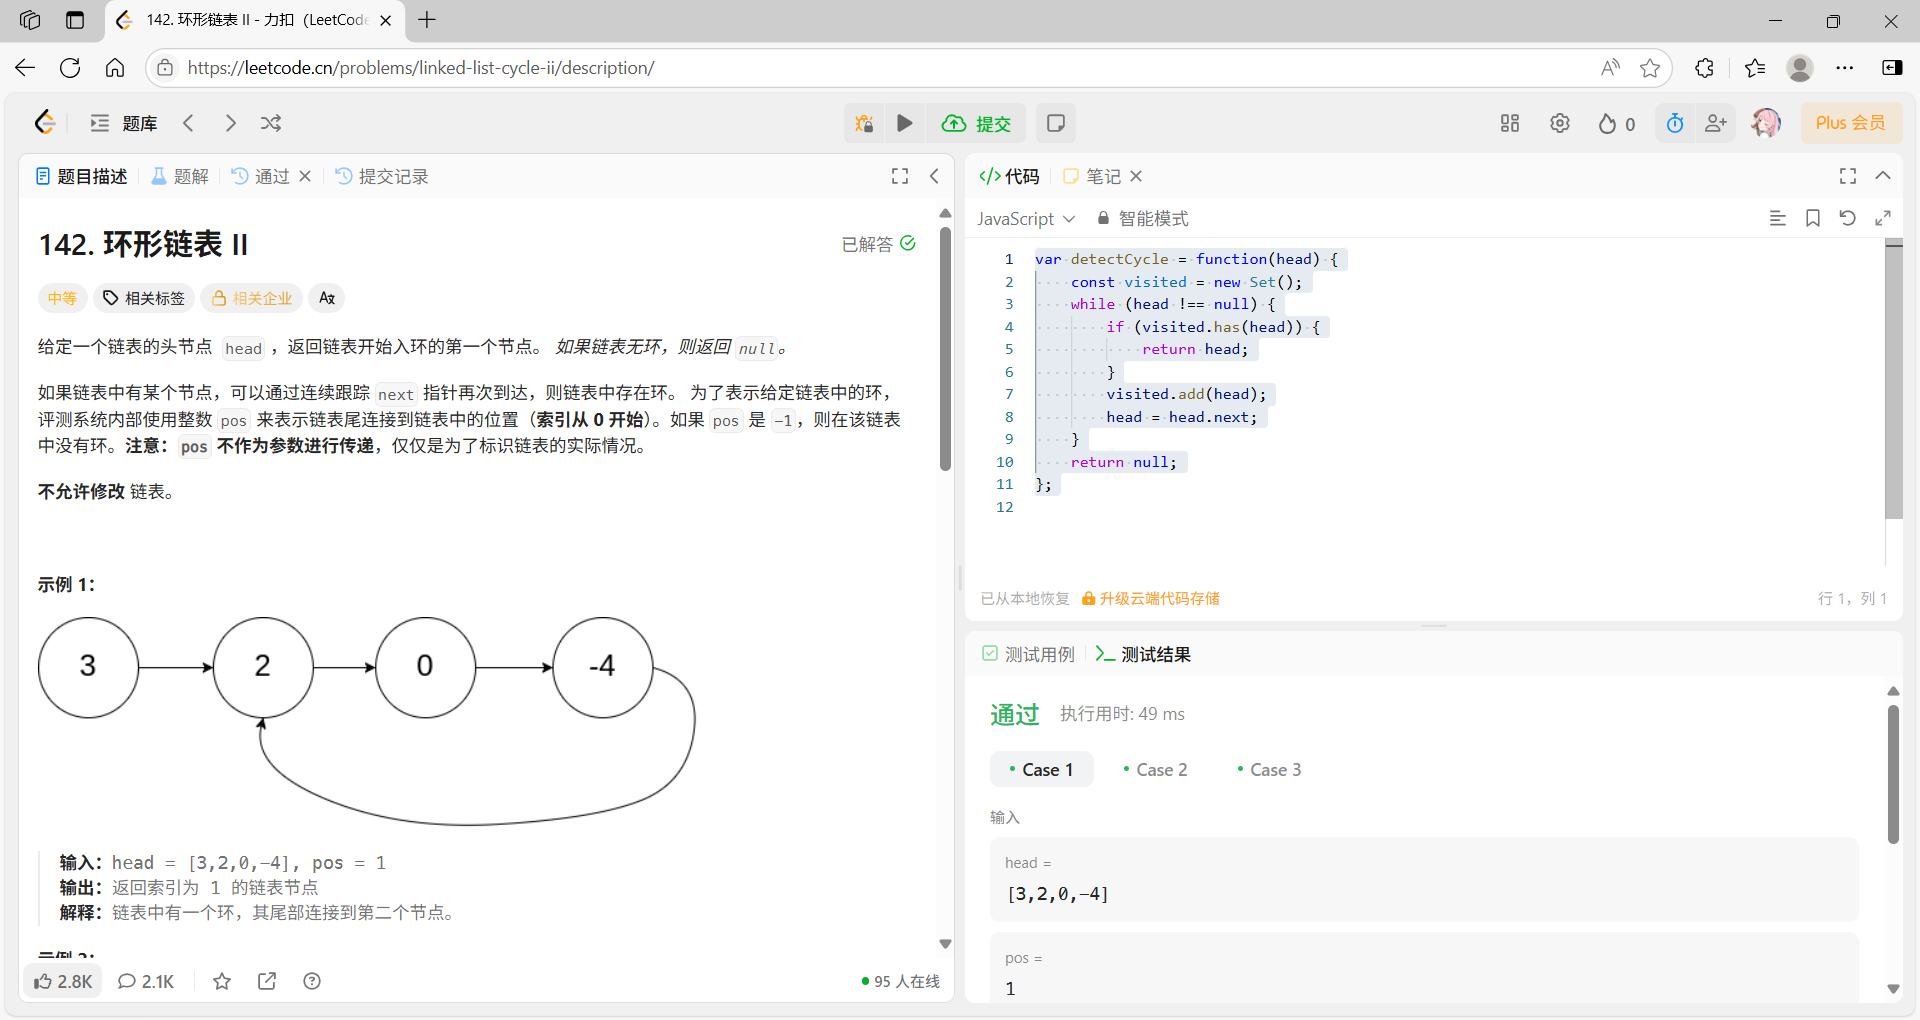 142. 环形链表 II - 力扣（LeetCode
https://leetcode.cn/problems/linked-list-cycle-ii/description/
题库
提交
0
Plus 会员
题目描述
题解
通过
提交记录
142. 环形链表 II
已解答
中等
相关标签
相关企业
给定一个链表的头节点 head ，返回链表开始入环的第一个节点。 如果链表无环，则返回 null。
如果链表中有某个节点，可以通过连续跟踪 next 指针再次到达，则链表中存在环。 为了表示给定链表中的环，
评测系统内部使用整数 pos 来表示链表尾连接到链表中的位置（索引从 0 开始）。如果 pos 是 -1，则在该链表
中没有环。注意：pos 不作为参数进行传递，仅仅是为了标识链表的实际情况。
不允许修改 链表。
示例 1：
3
2
0
-4
输入：head = [3,2,0,-4], pos = 1
输出：返回索引为 1 的链表节点
解释：链表中有一个环，其尾部连接到第二个节点。
示例 2：
2.8K
2.1K
95 人在线
</> 代码
笔记
JavaScript
智能模式
1 var detectCycle = function(head) {
2 const visited = new Set();
3 while (head !== null) {
4 if (visited.has(head)) {
5 return head;
6 }
7 visited.add(head);
8 head = head.next;
9 }
10 return null;
11 };
12
已从本地恢复
升级云端代码存储
行 1，列 1
测试用例
测试结果
通过
执行用时: 49 ms
Case 1
Case 2
Case 3
输入
head =
[3,2,0,-4]
pos =
1